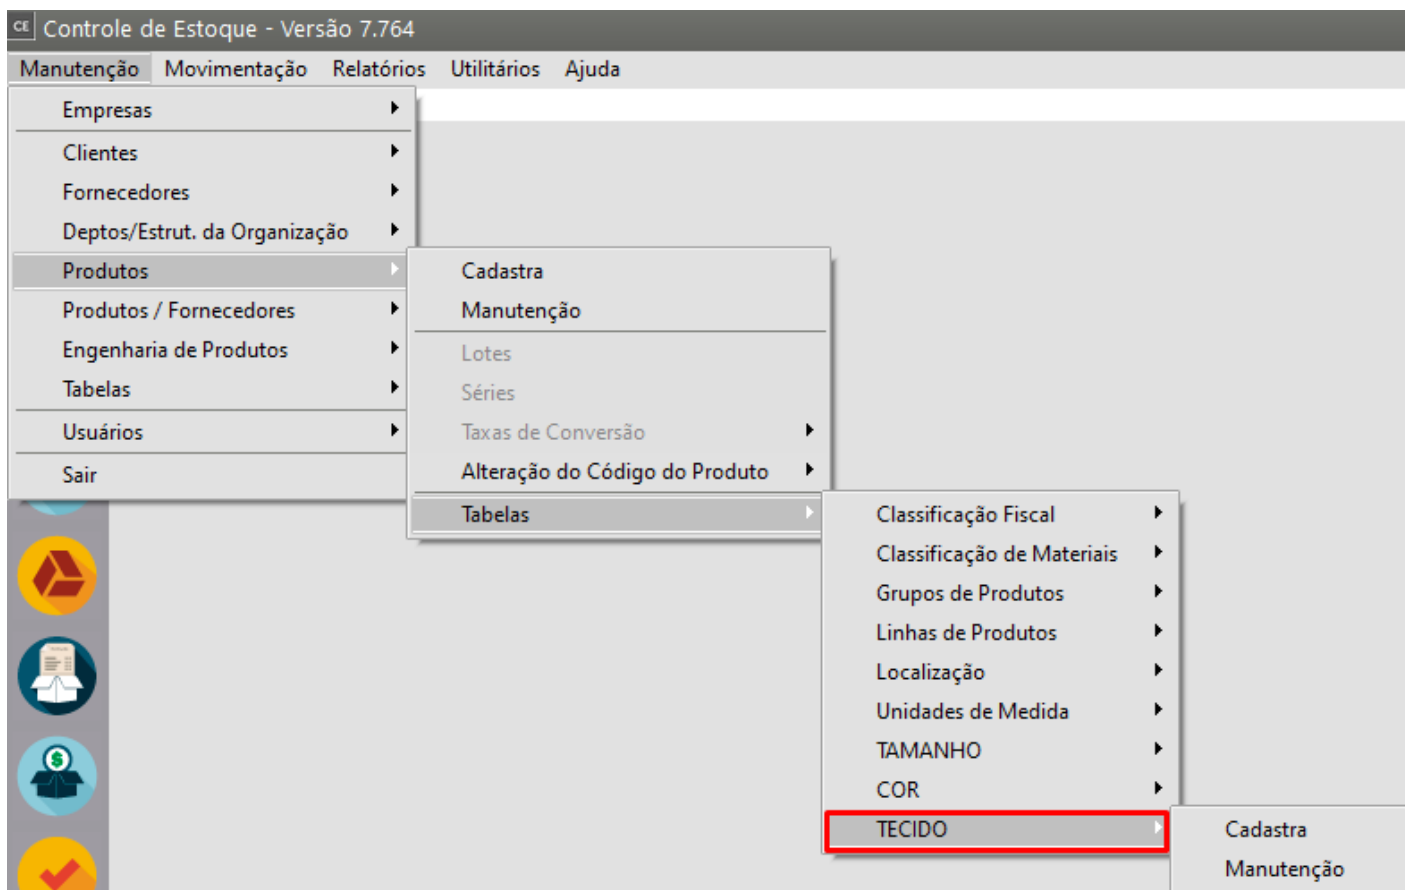 CE Controle de Estoque - Versão 7.764
Manutenção Movimentação Relatórios Utilitários Ajuda
Empresas
Clientes
Fornecedores
Deptos/Estrut. da Organização
Produtos
Produtos / Fornecedores
Engenharia de Produtos
Tabelas
Usuários
Sair
Cadastra
Manutenção
Lotes
Séries
Taxas de Conversão
Alteração do Código do Produto
Tabelas
Classificação Fiscal
Classificação de Materiais
Grupos de Produtos
Linhas de Produtos
Localização
Unidades de Medida
TAMANHO
COR
TECIDO
Cadastra
Manutenção
$